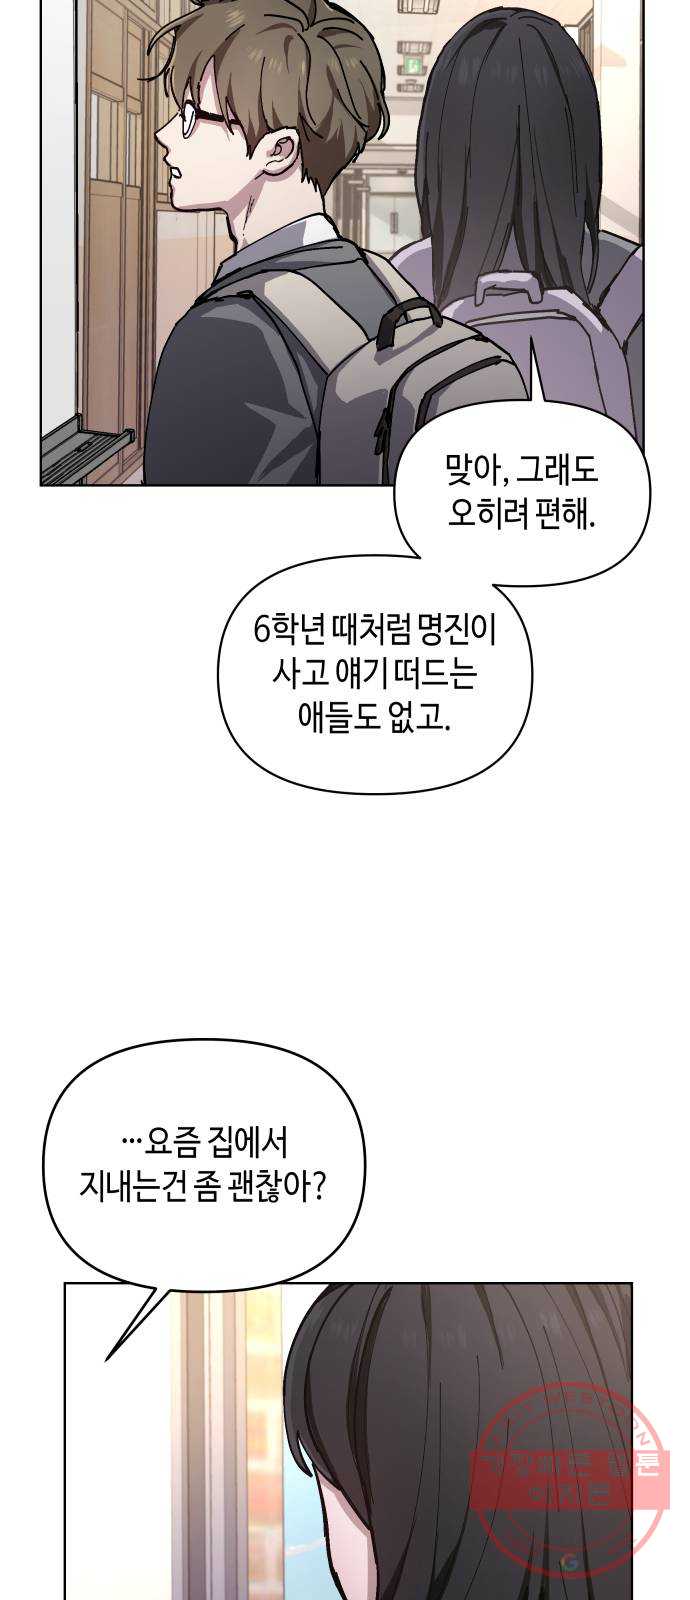 맞아, 그래도
오히려 편해.
6학년 때처럼 명진이
사고 얘기 떠드는
애들도 없고.
…요즘 집에서
지내는건 좀 괜찮아?